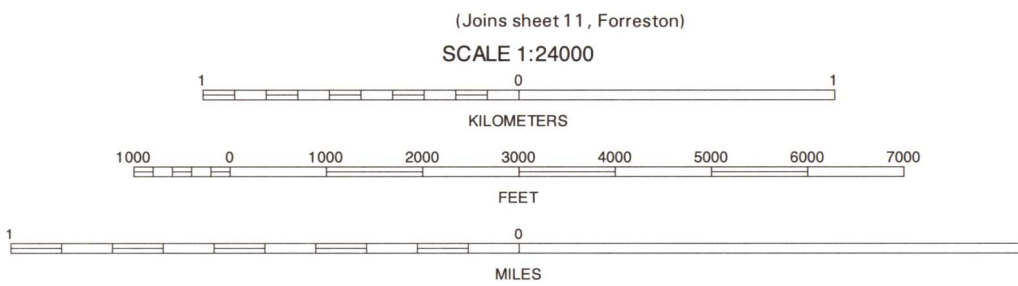 (Joins sheet 11, Forreston)
SCALE 1:24000
1 0 1
KILOMETERS
1000 0 1000 2000 3000 4000 5000 6000 7000
FEET
1 0
MILES